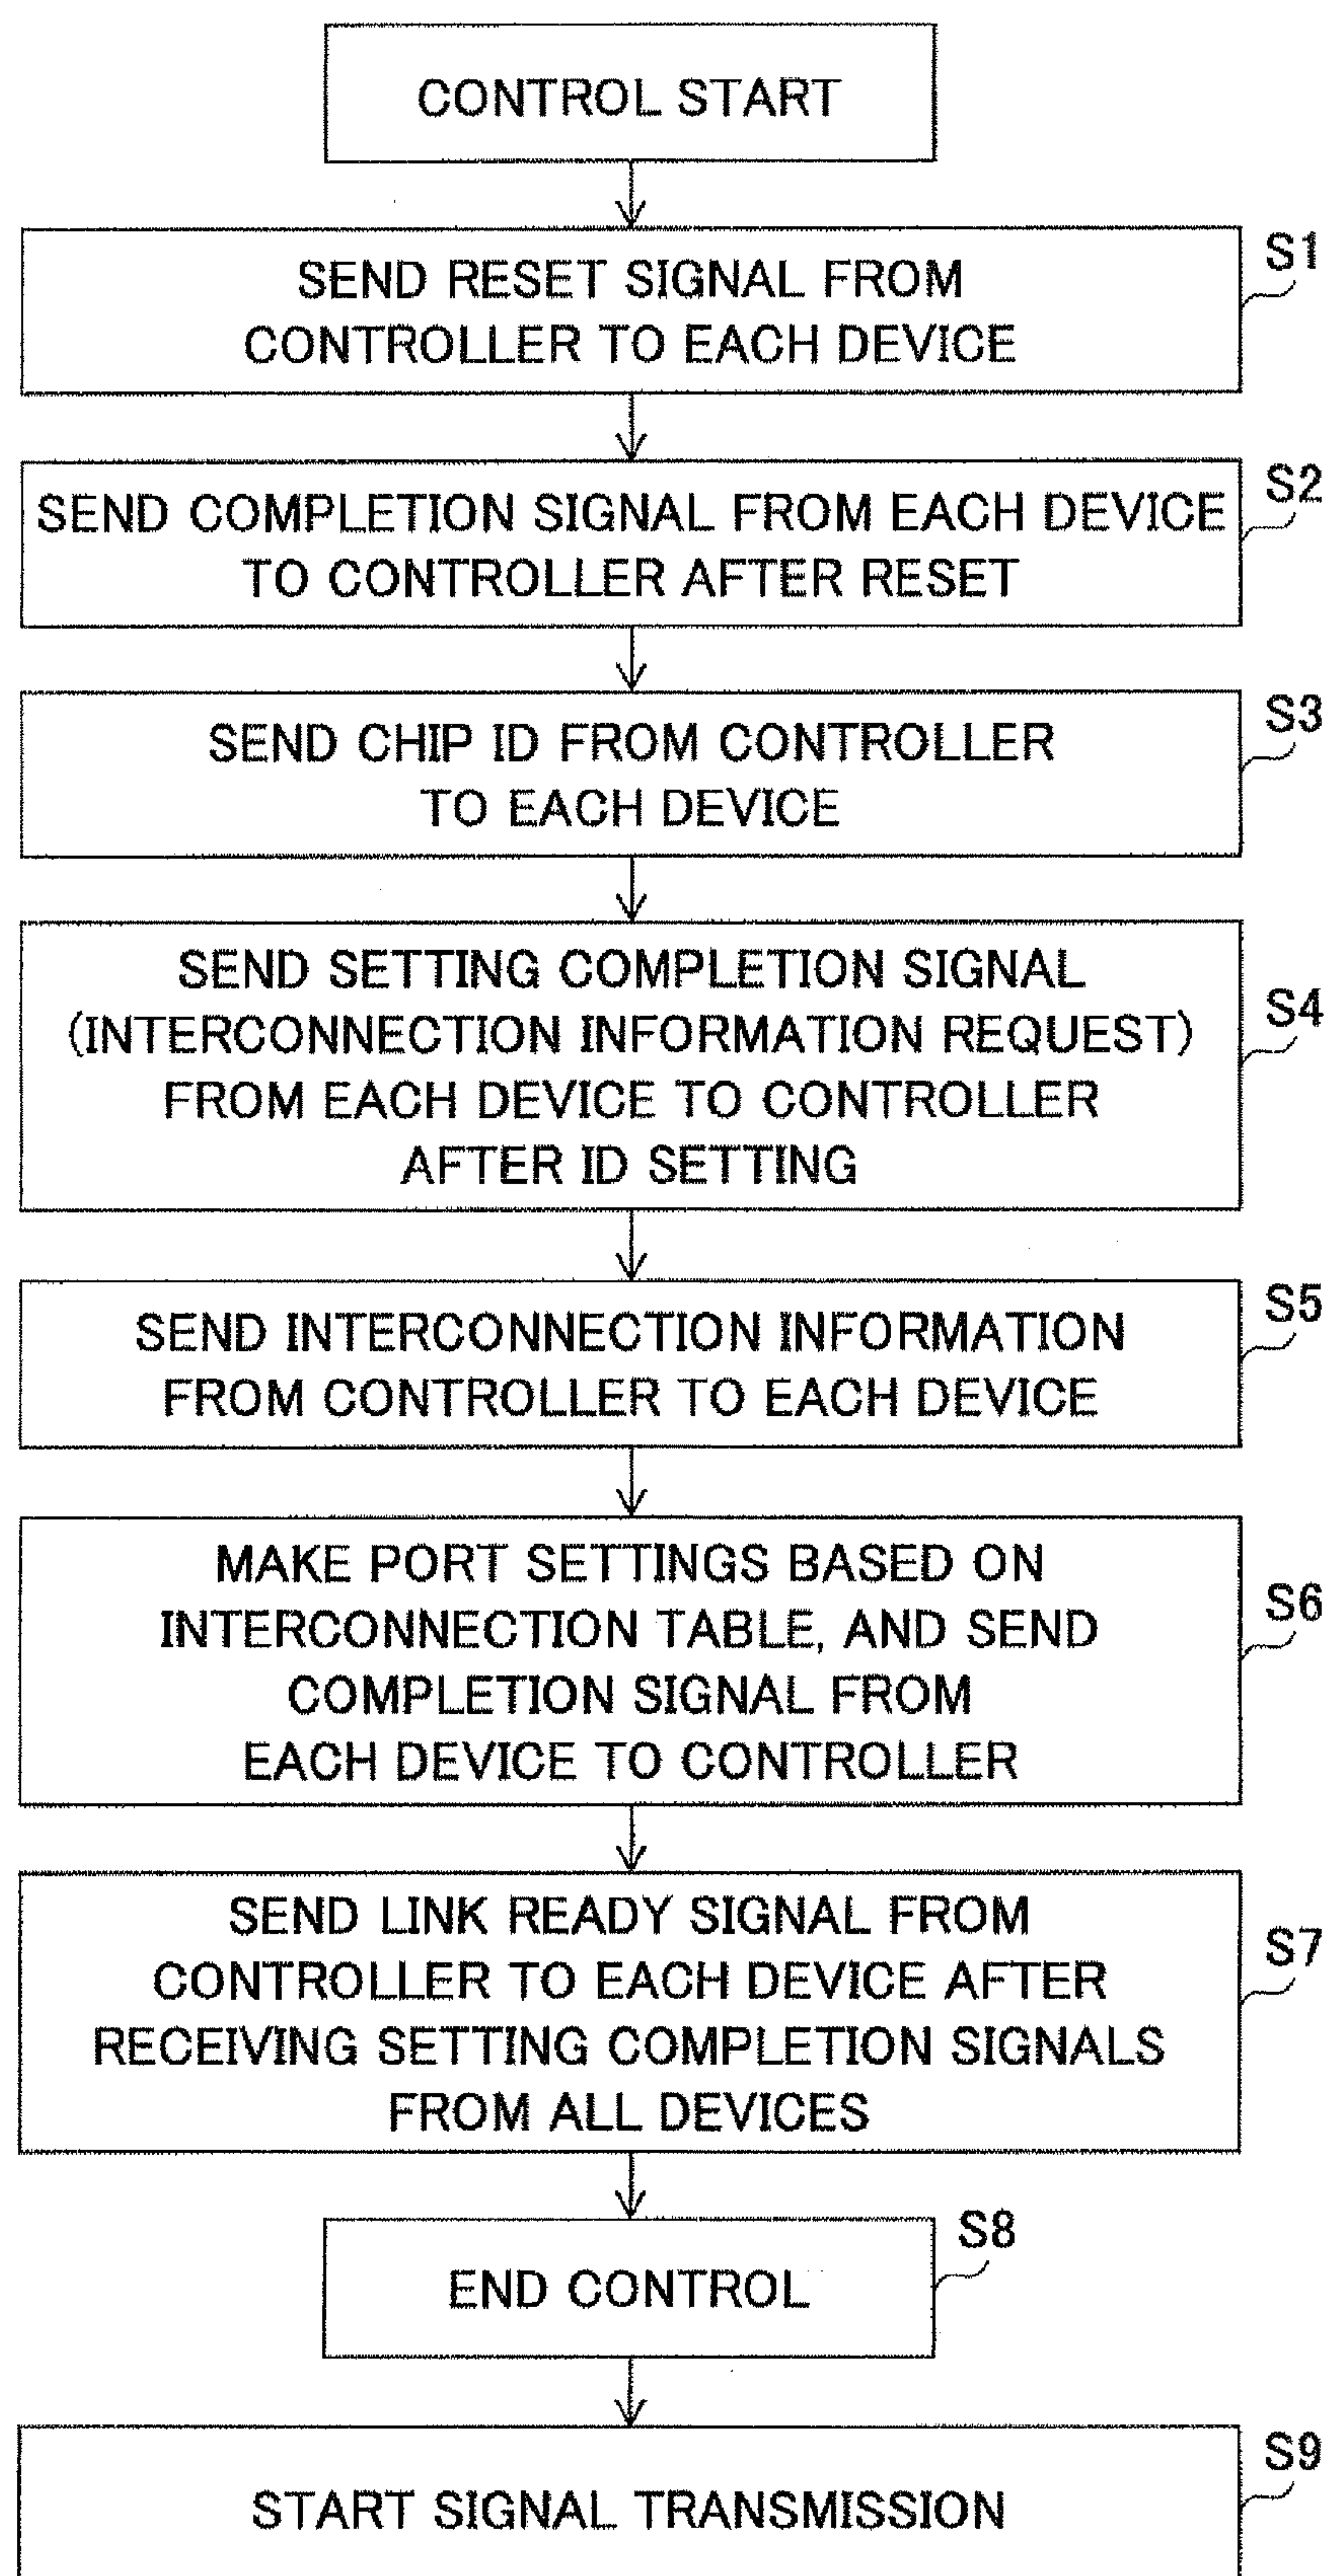 CONTROL START
S1
SEND RESET SIGNAL FROM
CONTROLLER TO EACH DEVICE
S2
SEND COMPLETION SIGNAL FROM EACH DEVICE
TO CONTROLLER AFTER RESET
S3
SEND CHIP ID FROM CONTROLLER
TO EACH DEVICE
S4
SEND SETTING COMPLETION SIGNAL
(INTERCONNECTION INFORMATION REQUEST)
FROM EACH DEVICE TO CONTROLLER
AFTER ID SETTING
S5
SEND INTERCONNECTION INFORMATION
FROM CONTROLLER TO EACH DEVICE
S6
MAKE PORT SETTINGS BASED ON
INTERCONNECTION TABLE, AND SEND
COMPLETION SIGNAL FROM
EACH DEVICE TO CONTROLLER
S7
SEND LINK READY SIGNAL FROM
CONTROLLER TO EACH DEVICE AFTER
RECEIVING SETTING COMPLETION SIGNALS
FROM ALL DEVICES
S8
END CONTROL
S9
START SIGNAL TRANSMISSION